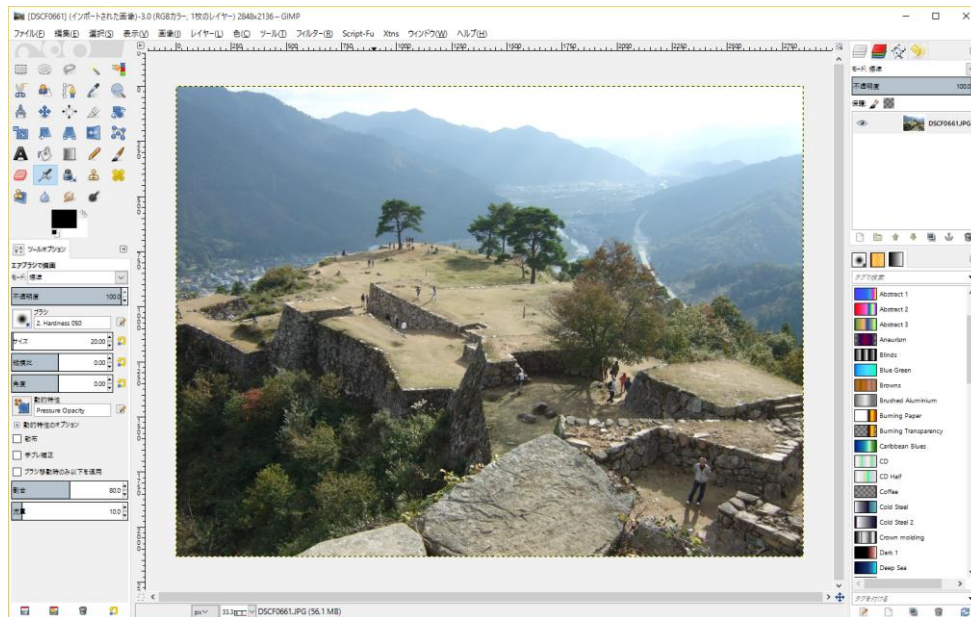 [DSCF0661] (インポートされた画像)-3.0 (RGBカラー, 1枚のレイヤー) 2848x2136 – GIMP
ファイル(F) 編集(E) 選択(S) 表示(V) 画像(I) レイヤー(L) 色(C) ツール(T) フィルター(R) Script-Fu Xtns ウィンドウ(W) ヘルプ(H)
ツールオプション
エアブラシで描画
モード: 標準
不透明度 100.0
ブラシ
2. Hardness 050
サイズ 20.00
縦横比 0.00
角度 0.00
動的特性
Pressure Opacity
動的特性のオプション
散布
手ブレ補正
ブラシ移動時のみ以下を適用
割合 80.0
流量 10.0
px 33.3 DSCF0661.JPG (56.1 MB)
モード: 標準
不透明度 100.0
保護:
DSCF0661.JPG
タグで検索
Abstract 1
Abstract 2
Abstract 3
Aneurism
Blinds
Blue Green
Browns
Brushed Aluminium
Burning Paper
Burning Transparency
Caribbean Blues
CD
CD Half
Coffee
Cold Steel
Cold Steel 2
Crown molding
Dark 1
Deep Sea
タグを付ける